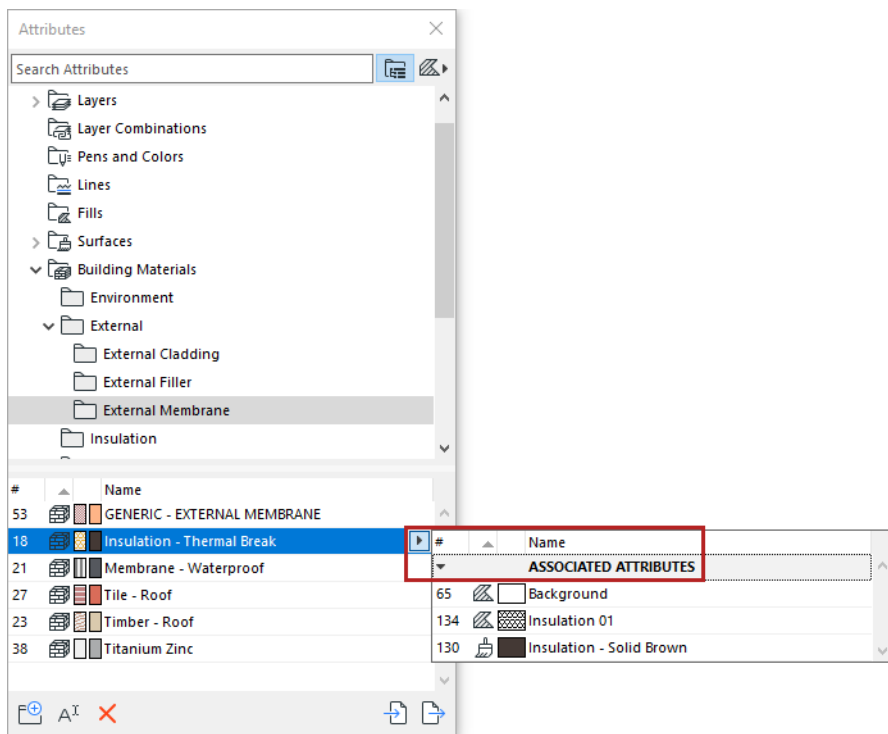 Attributes
Search Attributes
Layers
Layer Combinations
Pens and Colors
Lines
Fills
Surfaces
Building Materials
Environment
External
External Cladding
External Filler
External Membrane
Insulation
# Name
53 GENERIC - EXTERNAL MEMBRANE
18 Insulation - Thermal Break
21 Membrane - Waterproof
27 Tile - Roof
23 Timber - Roof
38 Titanium Zinc
# Name
ASSOCIATED ATTRIBUTES
65 Background
134 Insulation 01
130 Insulation - Solid Brown